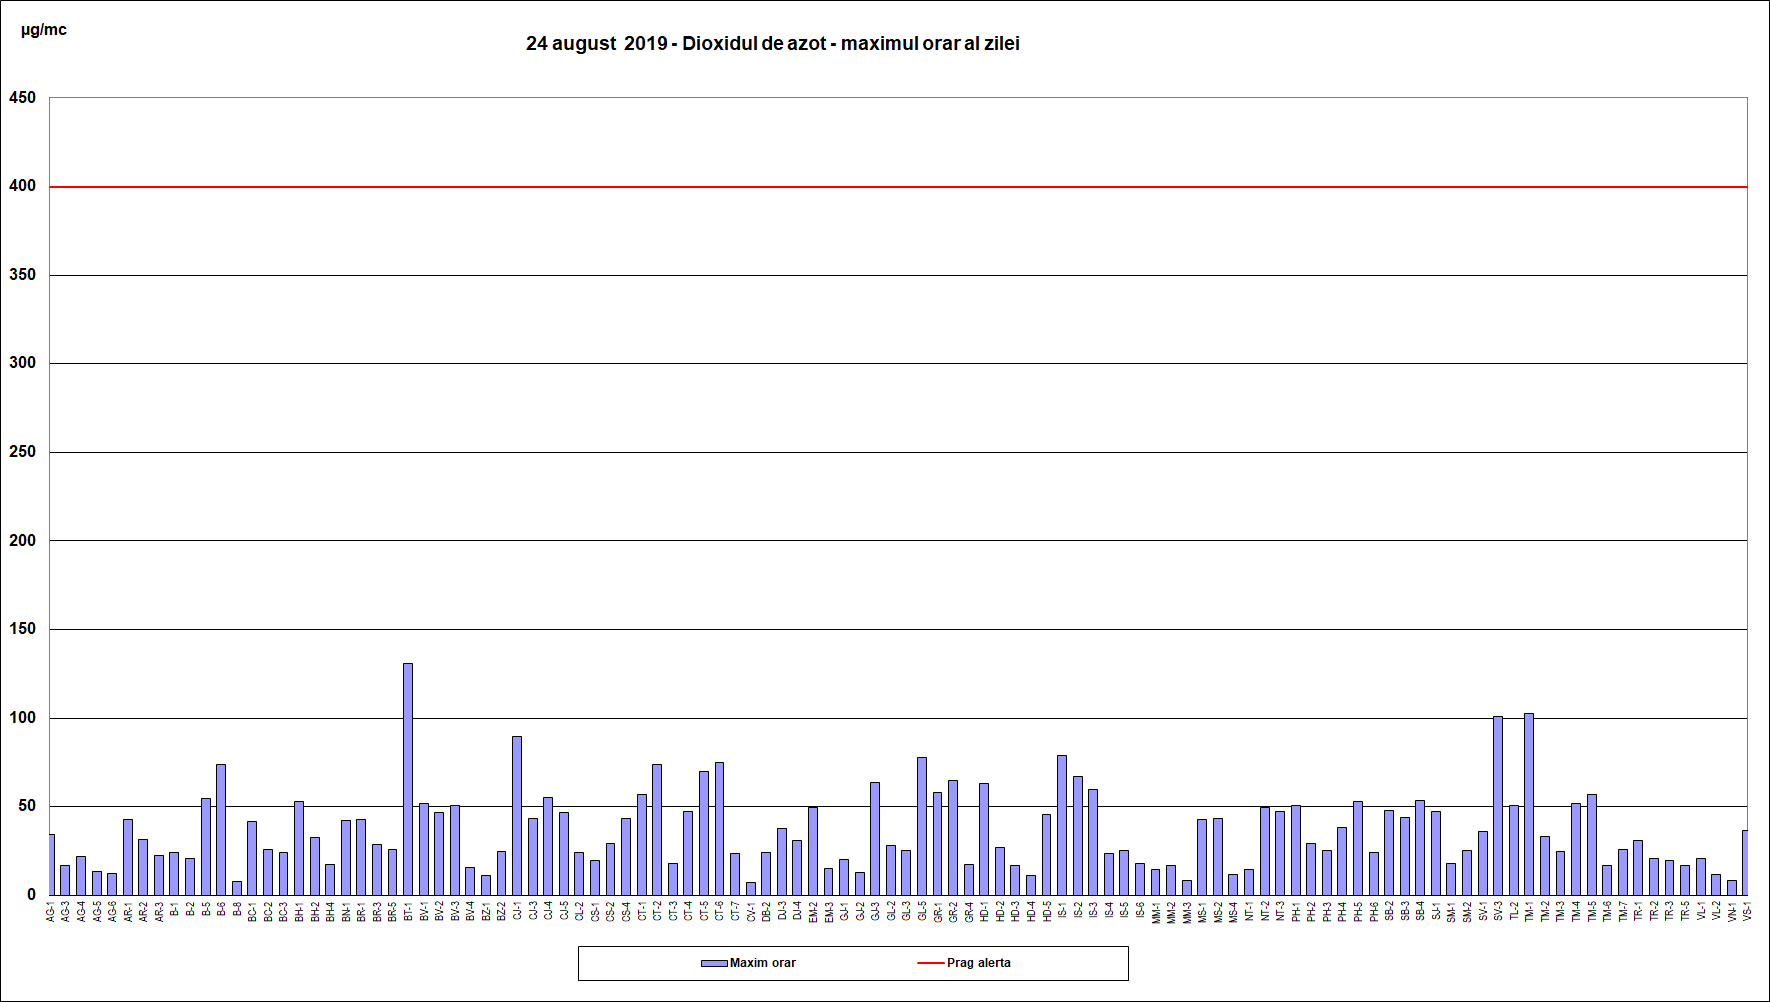 µg/mc
24 august 2019 - Dioxidul de azot - maximul orar al zilei
450
400
350
300
250
200
150
100
50
0
AG-1 AG-3 AG-4 AG-5 AG-6 AR-1 AR-2 AR-3 B-1 B-2 B-5 B-6 B-8 BC-1 BC-2 BC-3 BH-1 BH-2 BH-4 BN-1 BR-1 BR-3 BR-5 BT-1 BV-1 BV-2 BV-3 BV-4 BZ-1 BZ-2 CJ-1 CJ-3 CJ-4 CJ-5 CL-2 CS-1 CS-2 CS-4 CT-1 CT-2 CT-3 CT-4 CT-5 CT-6 CT-7 CV-1 DB-2 DJ-3 DJ-4 EM-2 EM-3 GJ-1 GJ-2 GJ-3 GL-2 GL-3 GL-5 GR-1 GR-2 GR-4 HD-1 HD-2 HD-3 HD-4 HD-5 IS-1 IS-2 IS-3 IS-4 IS-5 IS-6 MM-1 MM-2 MM-3 MS-1 MS-2 MS-4 NT-1 NT-2 NT-3 PH-1 PH-2 PH-3 PH-4 PH-5 PH-6 SB-2 SB-3 SB-4 SJ-1 SM-1 SM-2 SV-1 SV-3 TL-2 TM-1 TM-2 TM-3 TM-4 TM-5 TM-6 TM-7 TR-1 TR-2 TR-3 TR-5 VL-1 VL-2 VN-1 VS-1
Maxim orar Prag alerta